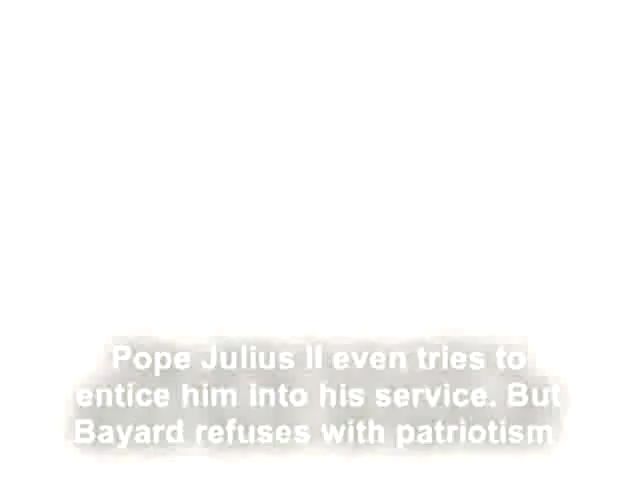 Pope Julius II even tries to
entice him into his service. But
Bayard refuses with patriotism